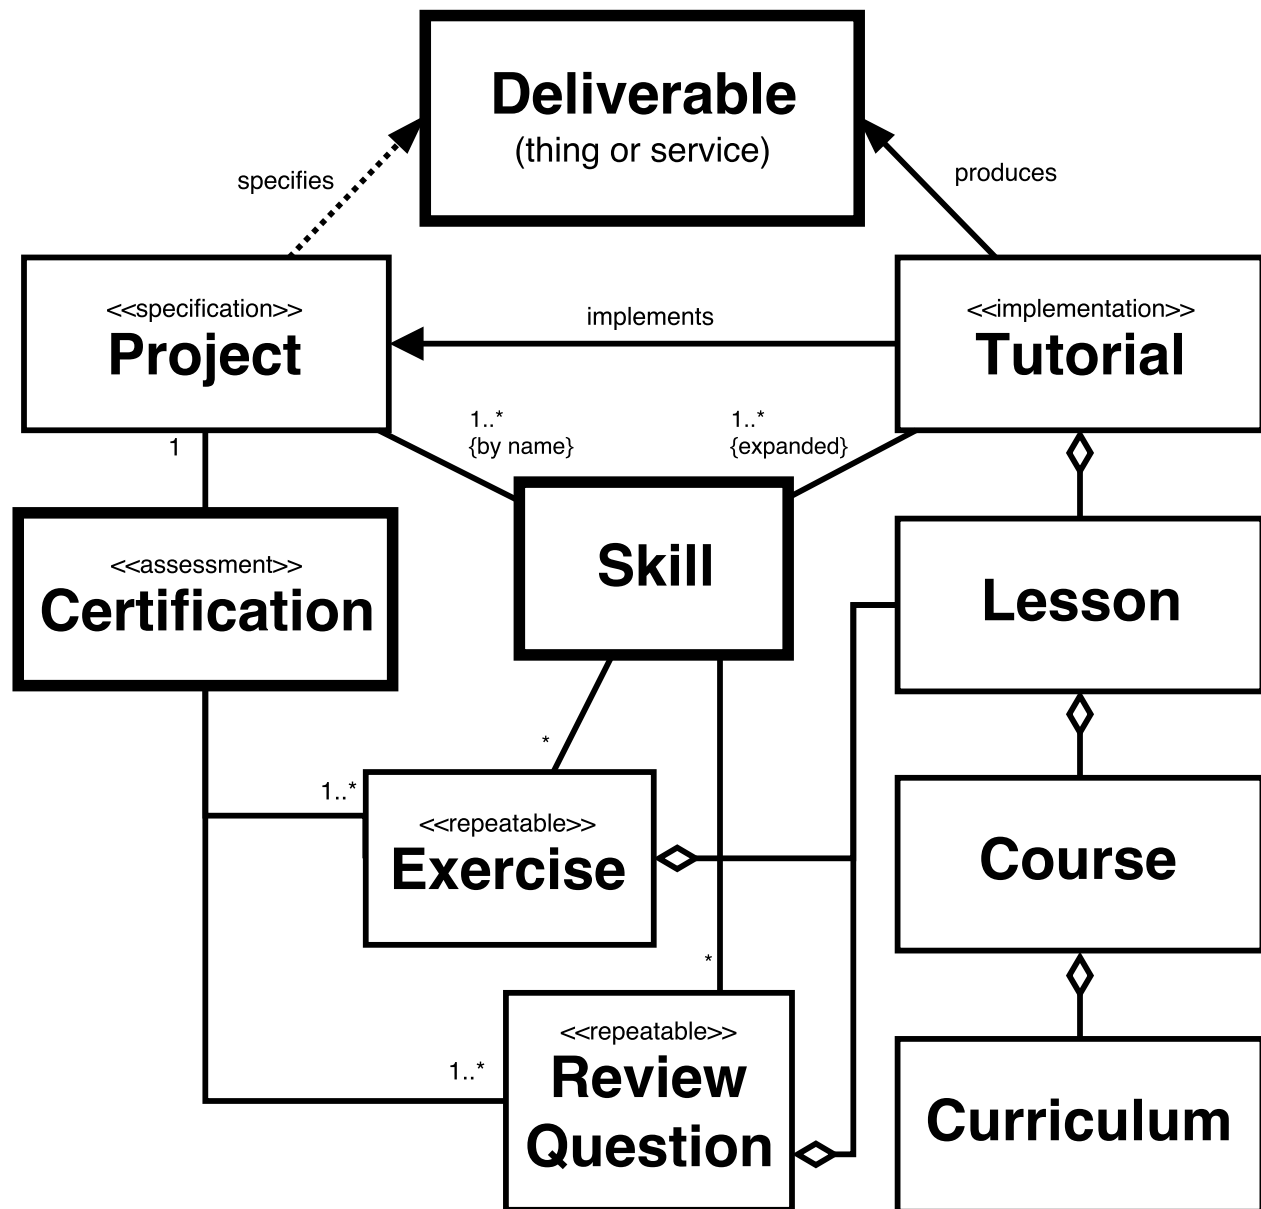 Deliverable
(thing or service)
specifies
produces
<<specification>>
Project
implements
<<implementation>>
Tutorial
1
1..*
{by name}
1..*
{expanded}
<<assessment>>
Certification
Skill
Lesson
*
1..*
<<repeatable>>
Exercise
Course
*
1..*
<<repeatable>>
Review
Question
Curriculum